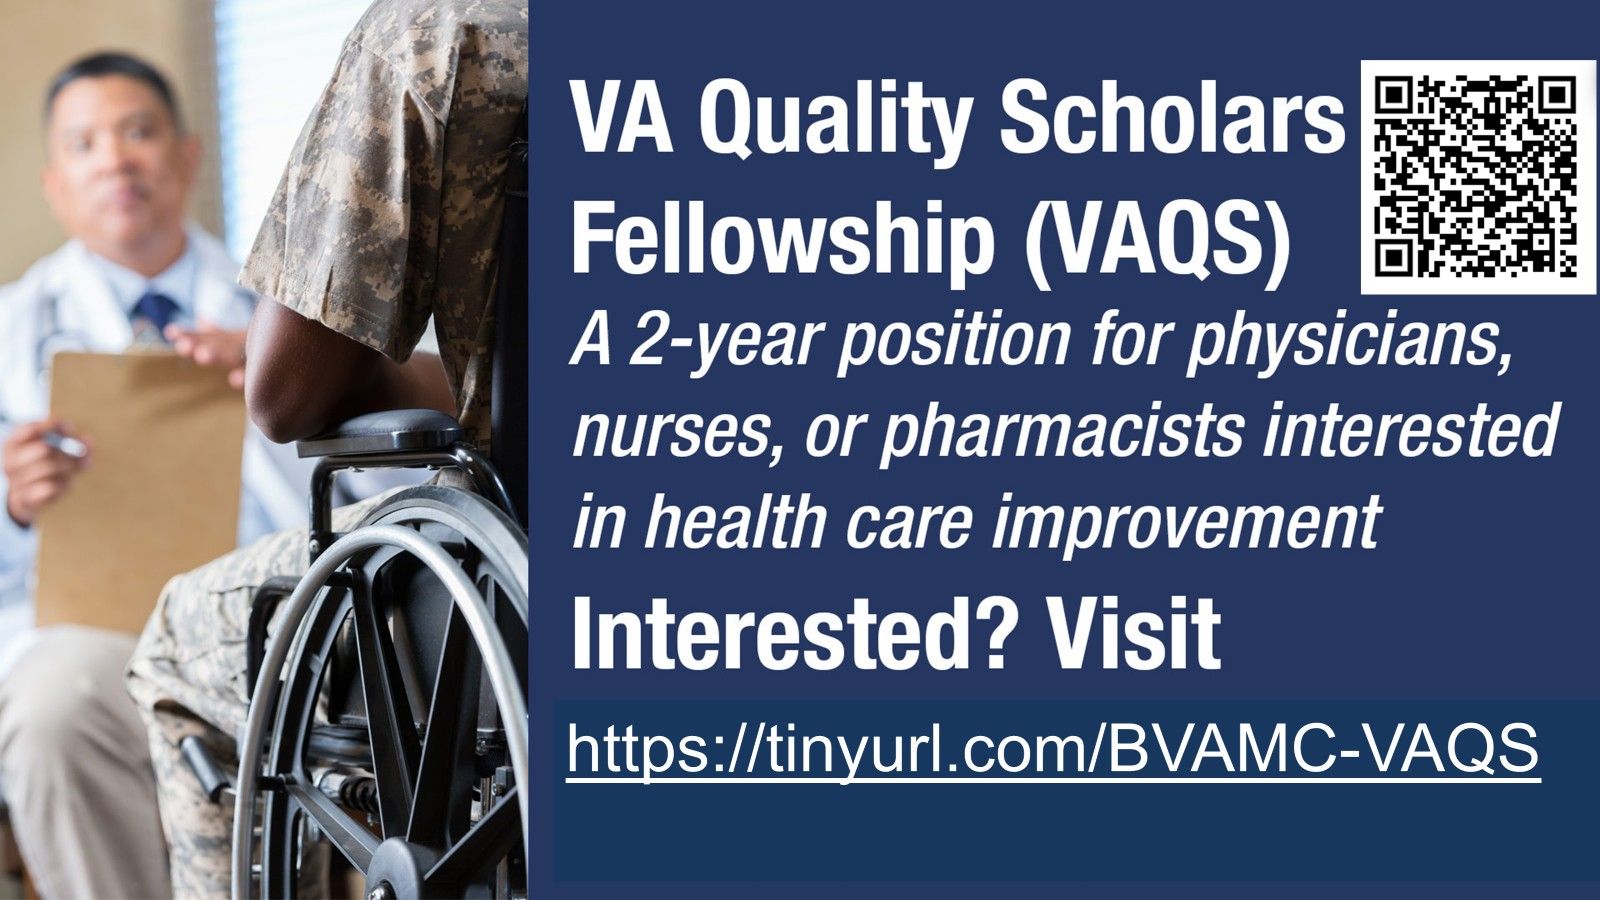 VA Quality Scholars
Fellowship (VAQS)
A 2-year position for physicians,
nurses, or pharmacists interested
in health care improvement
Interested? Visit
https://tinyurl.com/BVAMC-VAQS